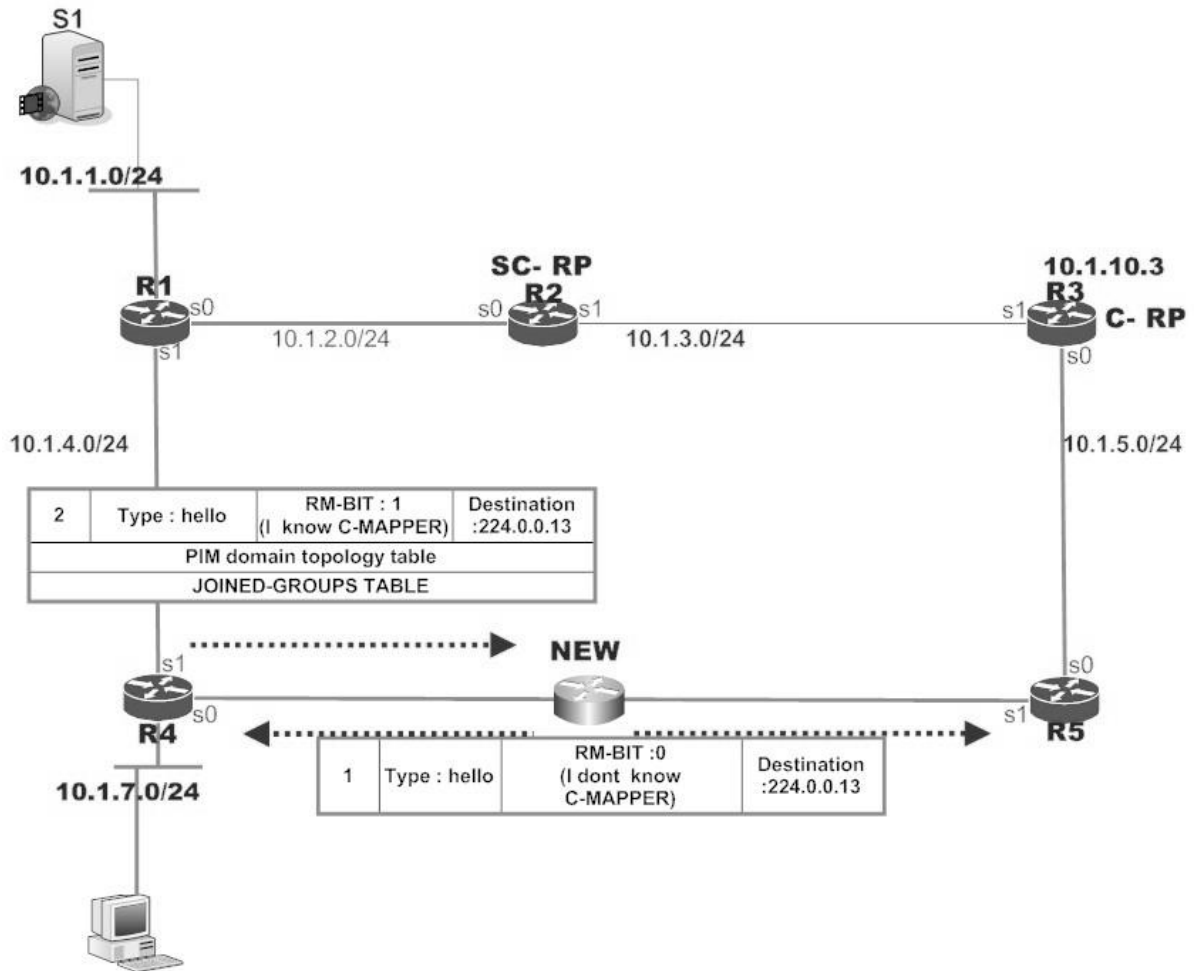 S1
10.1.1.0/24
R1
s0
s1
10.1.2.0/24
SC- RP
R2
s0
s1
10.1.3.0/24
10.1.10.3
R3
s1
C- RP
s0
10.1.4.0/24
10.1.5.0/24
2
Type : hello
RM-BIT : 1
(I know C-MAPPER)
Destination
:224.0.0.13
PIM domain topology table
JOINED-GROUPS TABLE
s1
R4
s0
NEW
s0
s1
R5
10.1.7.0/24
1
Type : hello
RM-BIT :0
(I dont know
C-MAPPER)
Destination
:224.0.0.13